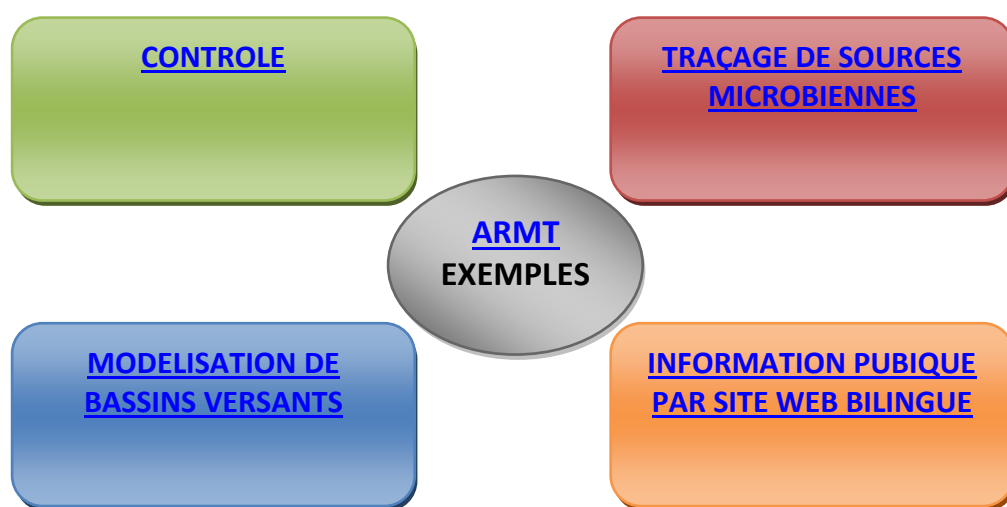 CONTROLE
TRAÇAGE DE SOURCES
MICROBIENNES
ARMT
EXEMPLES
MODELISATION DE
BASSINS VERSANTS
INFORMATION PUBIQUE
PAR SITE WEB BILINGUE